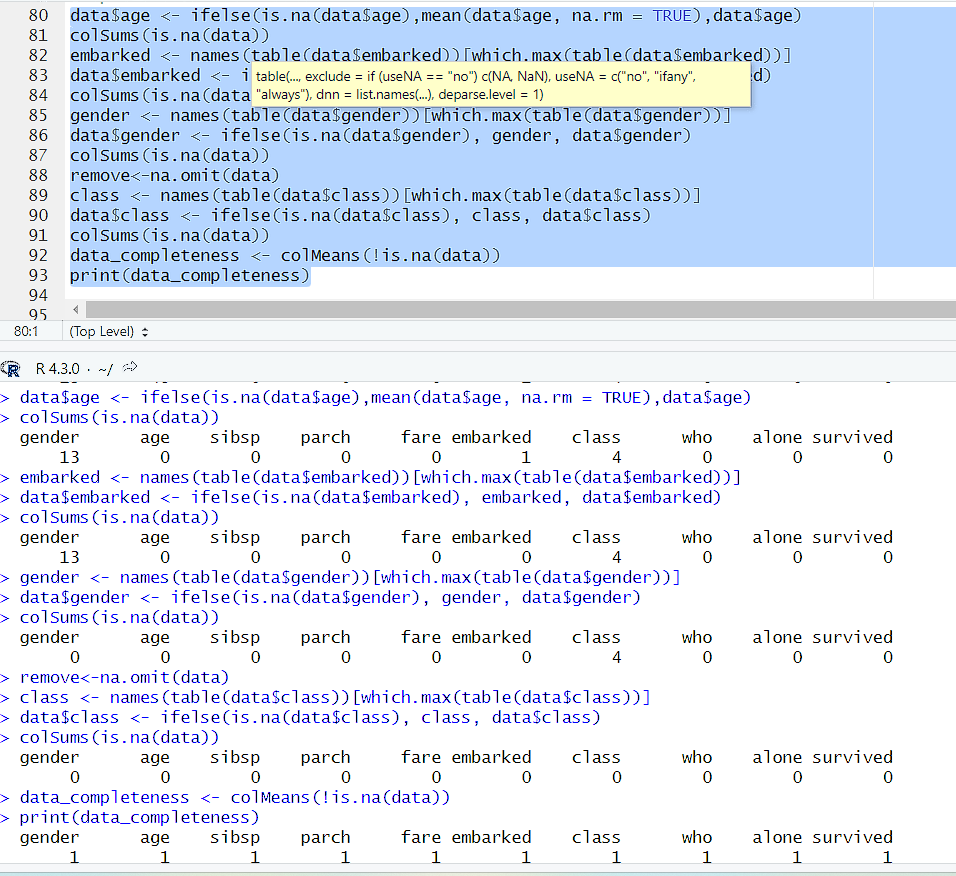 80 data$age <- ifelse(is.na(data$age),mean(data$age, na.rm = TRUE),data$age)
81 colSums(is.na(data))
82 embarked <- names(table(data$embarked))[which.max(table(data$embarked))]
83 data$embarked <- i
table(..., exclude = if (useNA == "no") c(NA, NaN), useNA = c("no", "ifany",
d)
84 colSums(is.na(data
"always"), dnn = list.names(...), deparse.level = 1)
85 gender <- names(table(data$gender))[which.max(table(data$gender))]
86 data$gender <- ifelse(is.na(data$gender), gender, data$gender)
87 colSums(is.na(data))
88 remove<-na.omit(data)
89 class <- names(table(data$class))[which.max(table(data$class))]
90 data$class <- ifelse(is.na(data$class), class, data$class)
91 colSums(is.na(data))
92 data_completeness <- colMeans(!is.na(data))
93 print(data_completeness)
94
95
80:1 (Top Level)
R R 4.3.0 · ~/
> data$age <- ifelse(is.na(data$age),mean(data$age, na.rm = TRUE),data$age)
> colSums(is.na(data))
gender age sibsp parch fare embarked class who alone survived
13 0 0 0 0 1 4 0 0 0
> embarked <- names(table(data$embarked))[which.max(table(data$embarked))]
> data$embarked <- ifelse(is.na(data$embarked), embarked, data$embarked)
> colSums(is.na(data))
gender age sibsp parch fare embarked class who alone survived
13 0 0 0 0 0 4 0 0 0
> gender <- names(table(data$gender))[which.max(table(data$gender))]
> data$gender <- ifelse(is.na(data$gender), gender, data$gender)
> colSums(is.na(data))
gender age sibsp parch fare embarked class who alone survived
0 0 0 0 0 0 4 0 0 0
> remove<-na.omit(data)
> class <- names(table(data$class))[which.max(table(data$class))]
> data$class <- ifelse(is.na(data$class), class, data$class)
> colSums(is.na(data))
gender age sibsp parch fare embarked class who alone survived
0 0 0 0 0 0 0 0 0 0
> data_completeness <- colMeans(!is.na(data))
> print(data_completeness)
gender age sibsp parch fare embarked class who alone survived
1 1 1 1 1 1 1 1 1 1